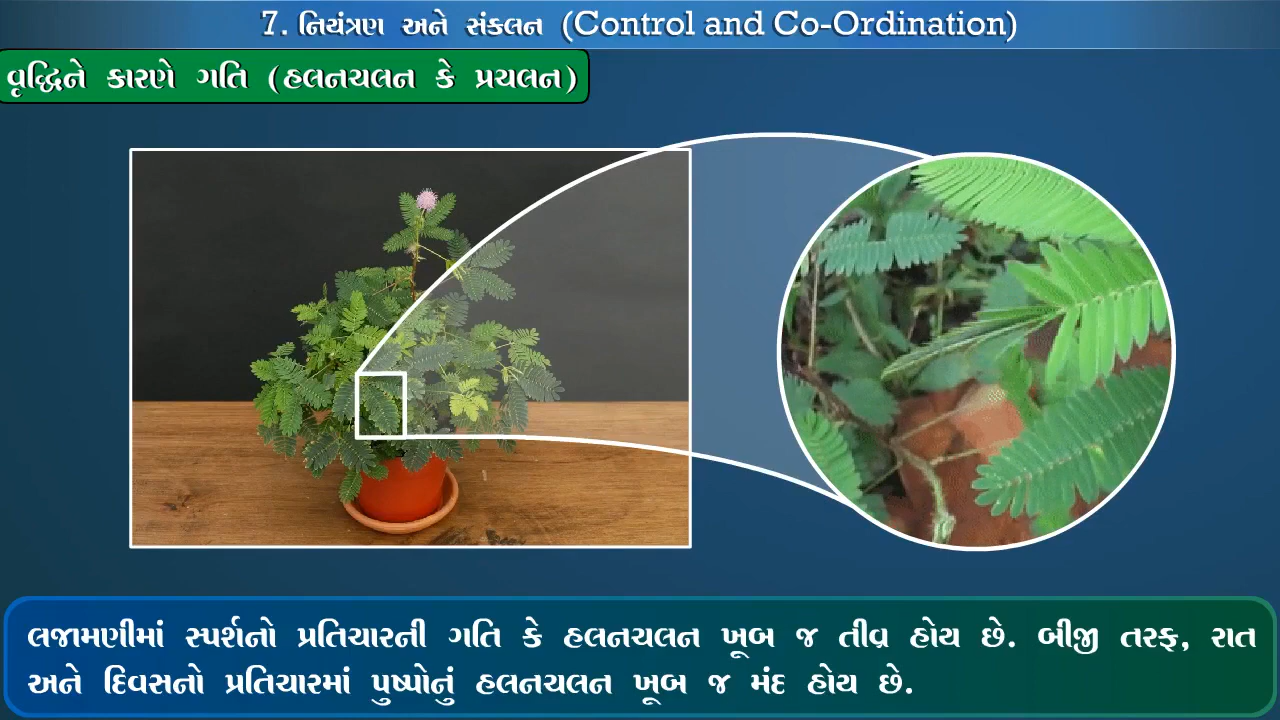 7. નિયંત્રણ અને સંકલન (Control and Co-Ordination)
વૃદ્ધિને કારણે ગતિ (હલનચલન કે પ્રચલન)
લજામણીમાં સ્પર્શનો પ્રતિચારની ગતિ કે હલનચલન ખૂબ જ તીવ્ર હોય છે. બીજી તરફ, રાત
અને દિવસનો પ્રતિચારમાં પુષ્પોનું હલનચલન ખૂબ જ મંદ હોય છે.